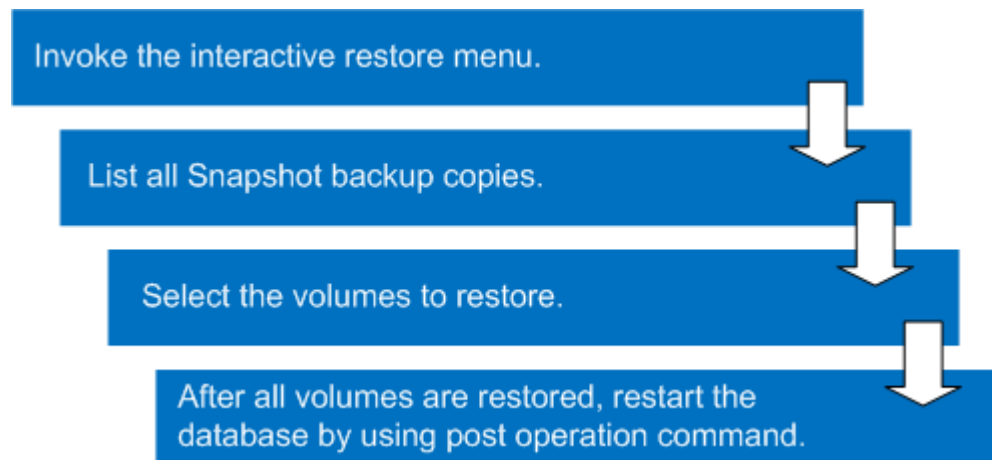 Invoke the interactive restore menu.
List all Snapshot backup copies.
Select the volumes to restore.
After all volumes are restored, restart the
database by using post operation command.